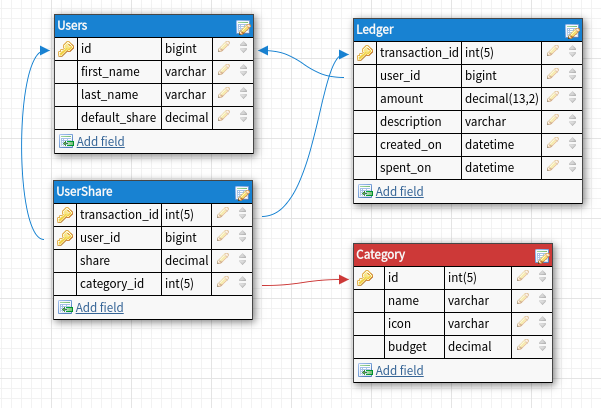 Users
id bigint
first_name varchar
last_name varchar
default_share decimal
Add field
Ledger
transaction_id int(5)
user_id bigint
amount decimal(13,2)
description varchar
created_on datetime
spent_on datetime
Add field
UserShare
transaction_id int(5)
user_id bigint
share decimal
category_id int(5)
Add field
Category
id int(5)
name varchar
icon varchar
budget decimal
Add field